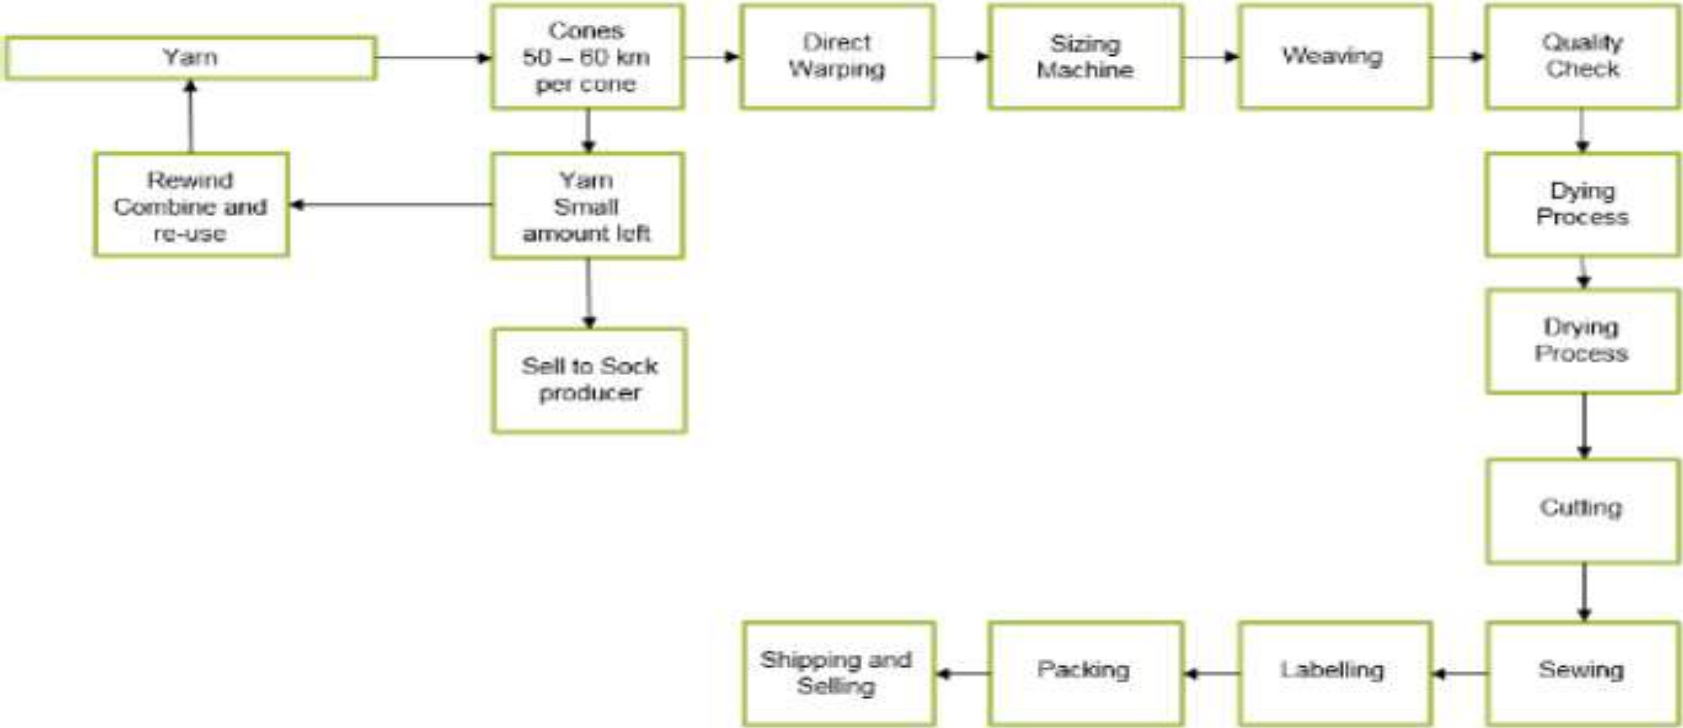 Yarn
Cones
50 – 60 km
per cone
Direct
Warping
Sizing
Machine
Weaving
Quality
Check
Rewind
Combine and
re-use
Yarn
Small
amount left
Dying
Process
Sell to Sock
producer
Drying
Process
Cutting
Shipping and
Selling
Packing
Labelling
Sewing